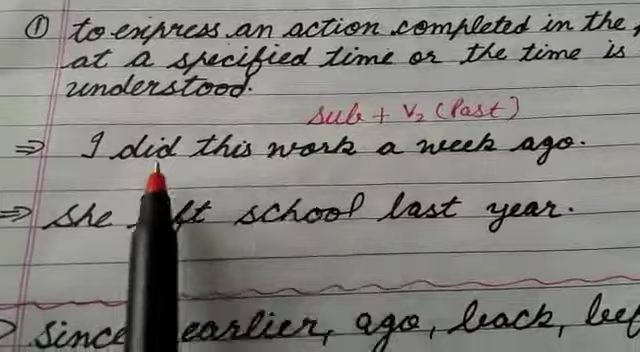 ① to express an action completed in the
at a specified time or the time is
understood.
sub + V₂ (Past)
⇒ I did this work a week ago.
⇒ she school last year.
since earlier, ago, back,